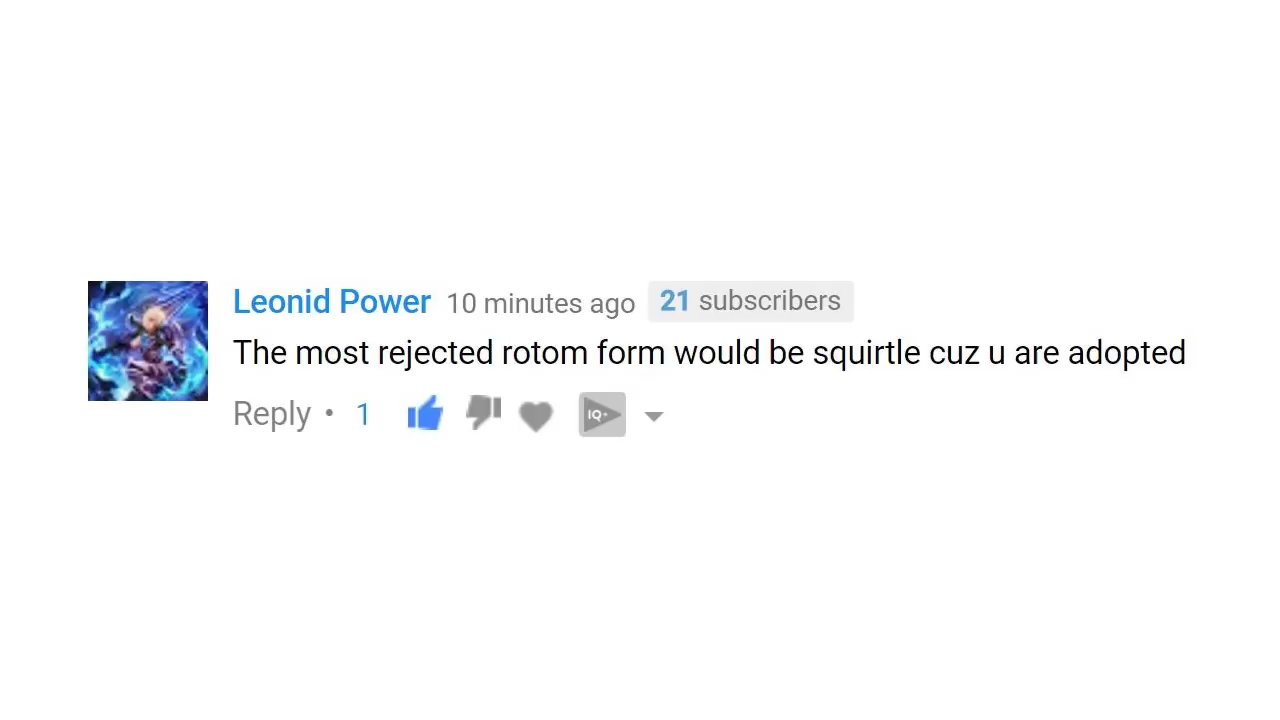 Leonid Power 10 minutes ago 21 subscribers
The most rejected rotom form would be squirtle cuz u are adopted
Reply • 1 IQ+